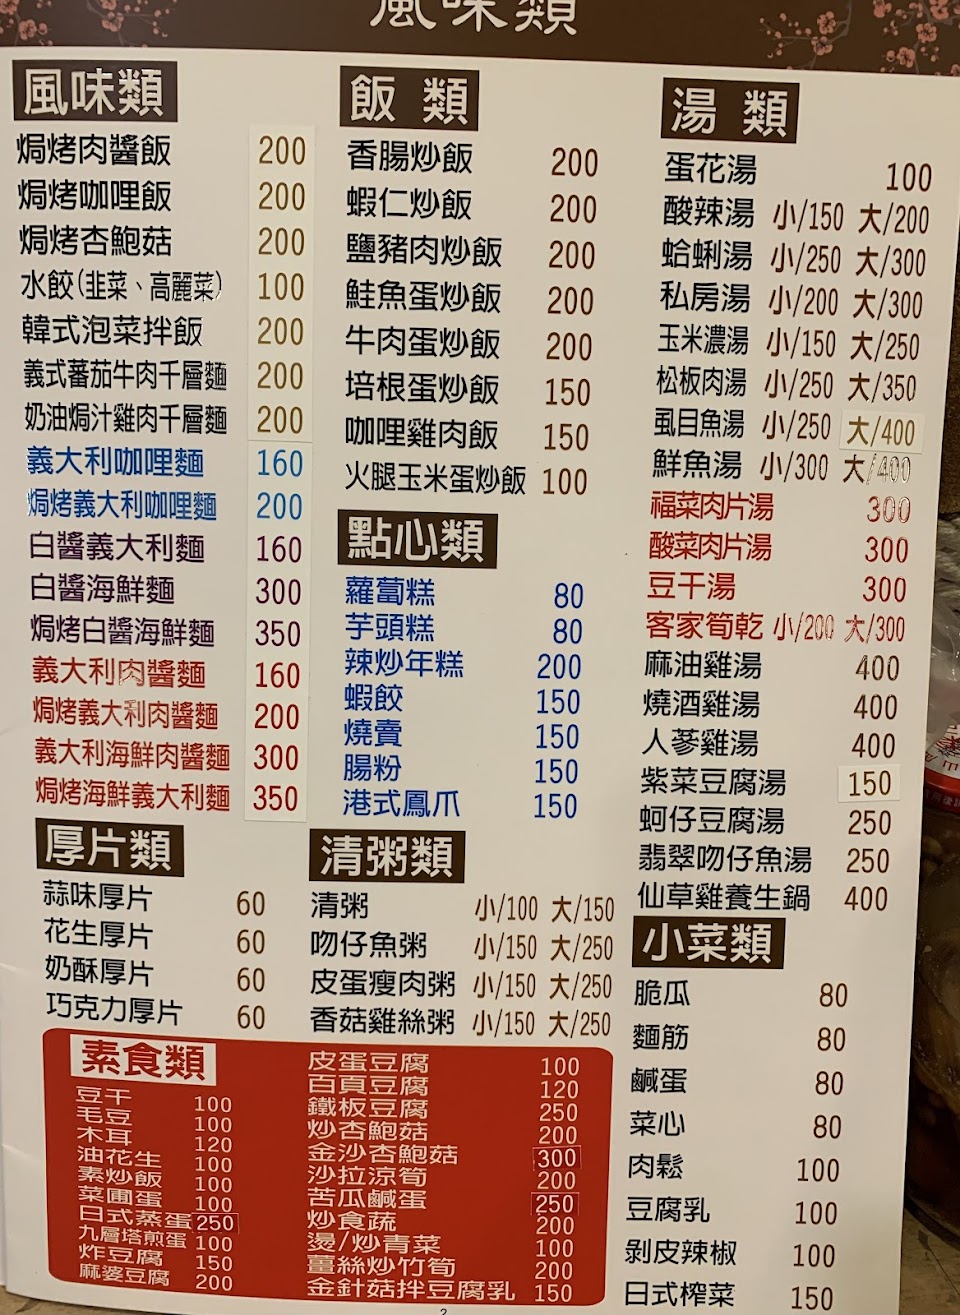 風味類
風味類
焗烤肉醬飯 200
焗烤咖哩飯 200
焗烤杏鮑菇 200
水餃(韭菜、高麗菜) 100
韓式泡菜拌飯 200
義式蕃茄牛肉千層麵 200
奶油焗汁雞肉千層麵 200
義大利咖哩麵 160
焗烤義大利咖哩麵 200
白醬義大利麵 160
白醬海鮮麵 300
焗烤白醬海鮮麵 350
義大利肉醬麵 160
焗烤義大利肉醬麵 200
義大利海鮮肉醬麵 300
焗烤海鮮義大利麵 350
厚片類
蒜味厚片 60
花生厚片 60
奶酥厚片 60
巧克力厚片 60
飯 類
香腸炒飯 200
蝦仁炒飯 200
鹽豬肉炒飯 200
鮭魚蛋炒飯 200
牛肉蛋炒飯 200
培根蛋炒飯 150
咖哩雞肉飯 150
火腿玉米蛋炒飯 100
點心類
蘿蔔糕 80
芋頭糕 80
辣炒年糕 200
蝦餃 150
燒賣 150
腸粉 150
港式鳳爪 150
清粥類
清粥 小/100 大/150
吻仔魚粥 小/150 大/250
皮蛋瘦肉粥 小/150 大/250
香菇雞絲粥 小/150 大/250
素食類
豆干 100
毛豆 100
木耳 120
油花生 100
素炒飯 100
菜圃蛋 100
日式蒸蛋 250
九層塔煎蛋 100
炸豆腐 150
麻婆豆腐 200
皮蛋豆腐 100
百頁豆腐 120
鐵板豆腐 250
炒杏鮑菇 200
金沙杏鮑菇 300
沙拉涼筍 200
苦瓜鹹蛋 250
炒食蔬 200
燙/炒青菜 100
薑絲炒竹筍 200
金針菇拌豆腐乳 150
湯 類
蛋花湯 100
酸辣湯 小/150 大/200
蛤蜊湯 小/250 大/300
私房湯 小/200 大/300
玉米濃湯 小/150 大/250
松板肉湯 小/250 大/350
虱目魚湯 小/250 大/400
鮮魚湯 小/300 大/400
福菜肉片湯 300
酸菜肉片湯 300
豆干湯 300
客家筍乾 小/200 大/300
麻油雞湯 400
燒酒雞湯 400
人蔘雞湯 400
紫菜豆腐湯 150
蚵仔豆腐湯 250
翡翠吻仔魚湯 250
仙草雞養生鍋 400
小菜類
脆瓜 80
麵筋 80
鹹蛋 80
菜心 80
肉鬆 100
豆腐乳 100
剝皮辣椒 100
日式榨菜 150
2